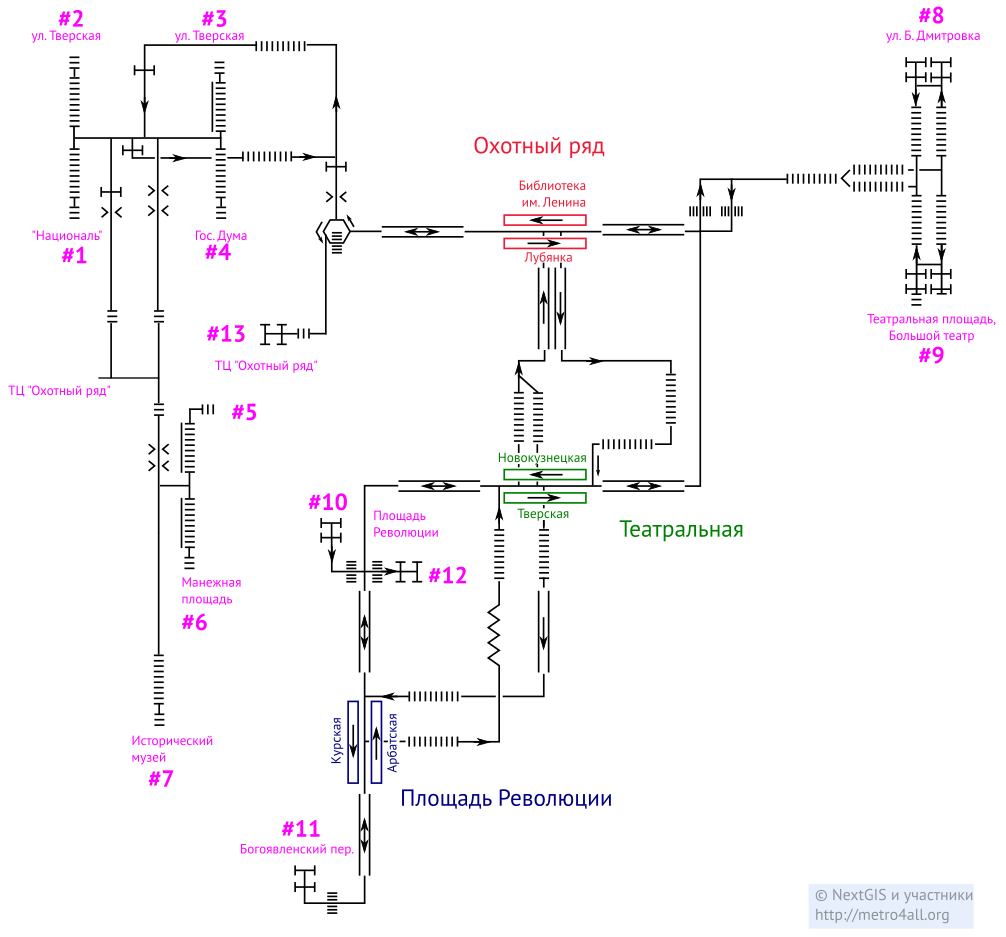 #2
ул. Тверская
#3
ул. Тверская
#8
ул. Б. Дмитровка
Охотный ряд
Библиотека
им. Ленина
Лубянка
"Националь"
#1
Гос. Дума
#4
#13
ТЦ "Охотный ряд"
Театральная площадь,
Большой театр
#9
ТЦ "Охотный ряд"
#5
Новокузнецкая
Тверская
Театральная
#10
Площадь
Революции
#12
Манежная
площадь
#6
Исторический
музей
#7
Курская
Арбатская
Площадь Революции
#11
Богоявленский пер.
© NextGIS и участники
http://metro4all.org